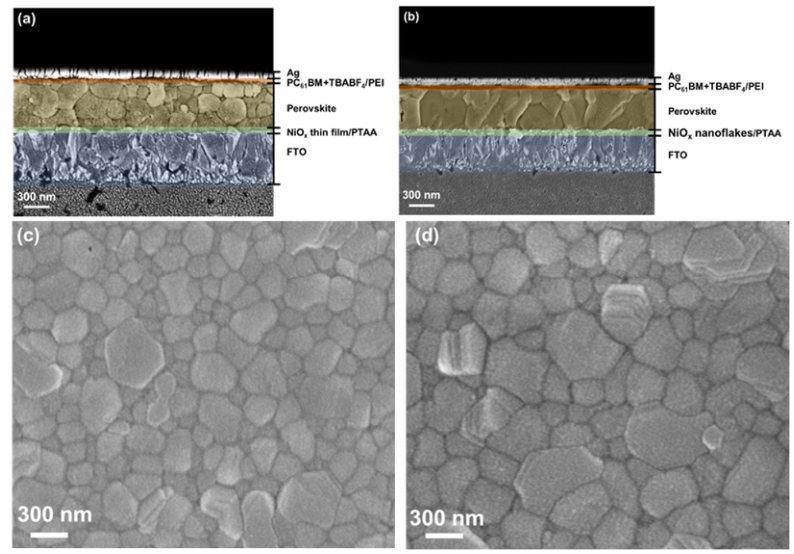 (a)
Ag
PC₆₁BM+TBABF₄/PEI
Perovskite
NiOₓ thin film/PTAA
FTO
300 nm
(b)
Ag
PC₆₁BM+TBABF₄/PEI
Perovskite
NiOₓ nanoflakes/PTAA
FTO
300 nm
(c)
300 nm
(d)
300 nm